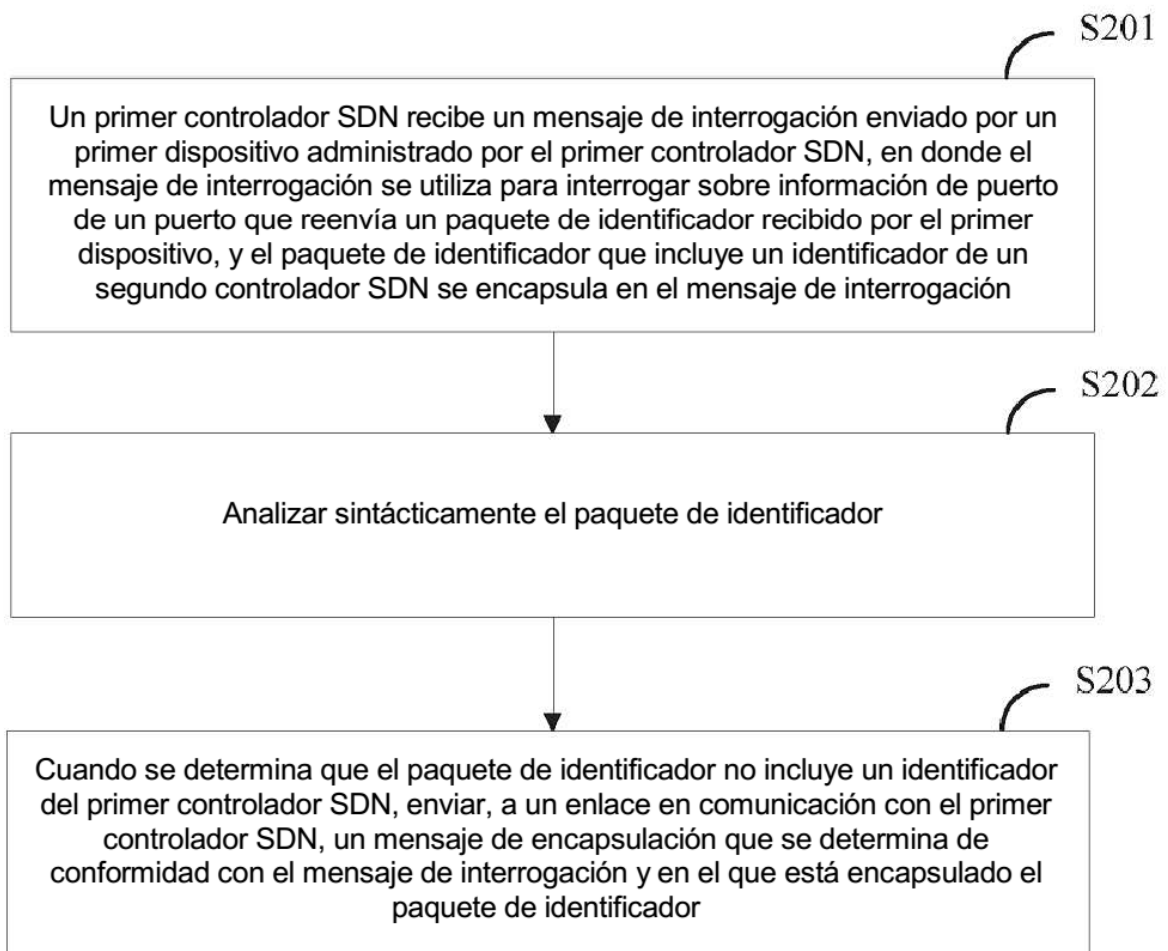 S201
Un primer controlador SDN recibe un mensaje de interrogación enviado por un
primer dispositivo administrado por el primer controlador SDN, en donde el
mensaje de interrogación se utiliza para interrogar sobre información de puerto
de un puerto que reenvía un paquete de identificador recibido por el primer
dispositivo, y el paquete de identificador que incluye un identificador de un
segundo controlador SDN se encapsula en el mensaje de interrogación
S202
Analizar sintácticamente el paquete de identificador
S203
Cuando se determina que el paquete de identificador no incluye un identificador
del primer controlador SDN, enviar, a un enlace en comunicación con el primer
controlador SDN, un mensaje de encapsulación que se determina de
conformidad con el mensaje de interrogación y en el que está encapsulado el
paquete de identificador